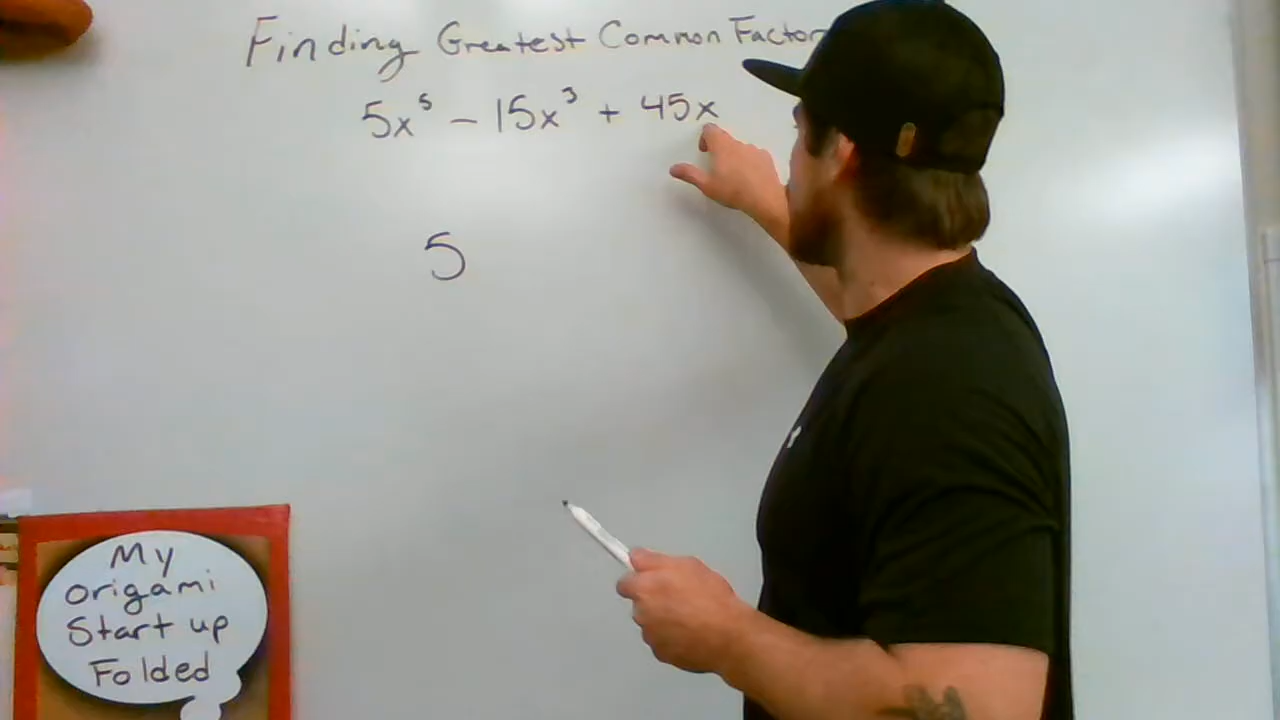 Finding Greatest Common Factor
5x⁵ - 15x³ + 45x
5
My
origami
Start up
Folded